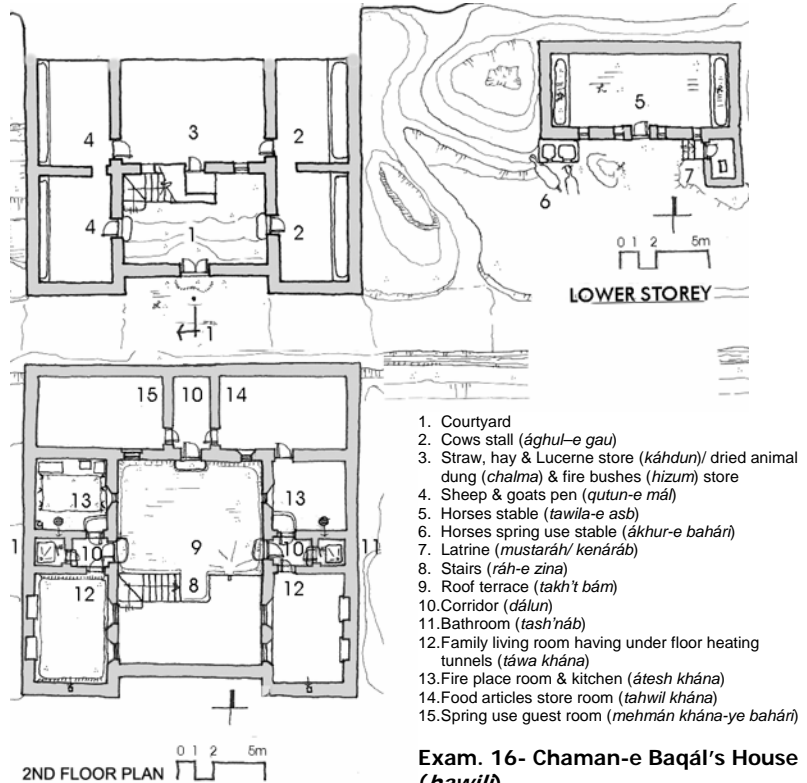 4
3
2
5
4
1
2
6
7
0 1 2 5m
LOWER STOREY
1
15
10
14
13
13
10
9
10
11
12
8
12
0 1 2 5m
2ND FLOOR PLAN
1. Courtyard
2. Cows stall (ághul–e gau)
3. Straw, hay & Lucerne store (káhdun)/ dried animal
dung (chalma) & fire bushes (hizum) store
4. Sheep & goats pen (qutun-e mál)
5. Horses stable (tawila-e asb)
6. Horses spring use stable (ákhur-e bahári)
7. Latrine (mustaráh/ kenáráb)
8. Stairs (ráh-e zina)
9. Roof terrace (takh't bám)
10.Corridor (dálun)
11.Bathroom (tash'náb)
12.Family living room having under floor heating
tunnels (táwa khána)
13.Fire place room & kitchen (átesh khána)
14.Food articles store room (tahwil khána)
15.Spring use guest room (mehmán khána-ye bahári)
Exam. 16- Chaman-e Baqál's House
(hawili)